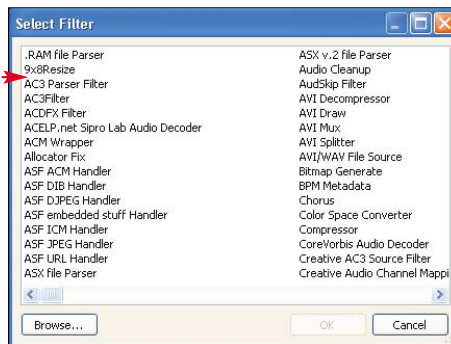 Select Filter
.RAM file Parser
9x8Resize
AC3 Parser Filter
AC3Filter
ACDFX Filter
ACELP.net Sipro Lab Audio Decoder
ACM Wrapper
Allocator Fix
ASF ACM Handler
ASF DIB Handler
ASF DJPEG Handler
ASF embedded stuff Handler
ASF ICM Handler
ASF JPEG Handler
ASF URL Handler
ASX file Parser
ASX v.2 file Parser
Audio Cleanup
AudSkip Filter
AVI Decompressor
AVI Draw
AVI Mux
AVI Splitter
AVI/WAV File Source
Bitmap Generate
BPM Metadata
Chorus
Color Space Converter
Compressor
CoreVorbis Audio Decoder
Creative AC3 Source Filter
Creative Audio Channel Mappi
Browse...
OK
Cancel